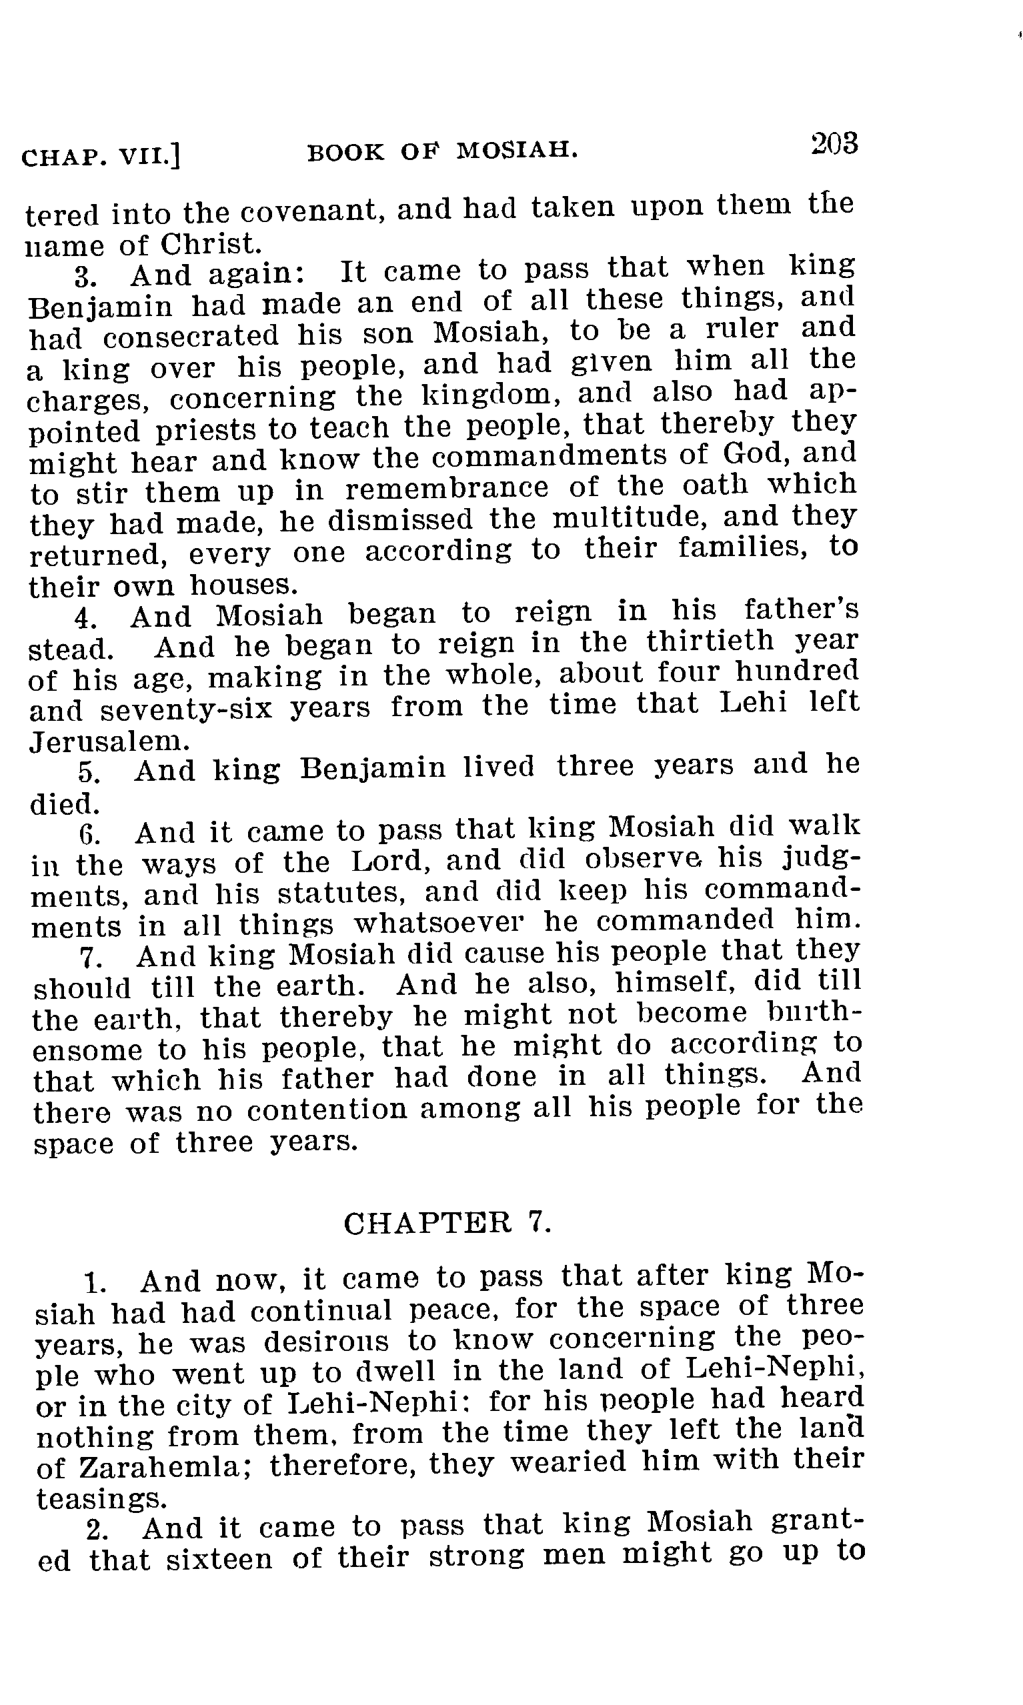 CHAP. VII.] BOOK OF MOSIAH. 203
tered into the covenant, and had taken upon them the
name of Christ.
3. And again: It came to pass that when king
Benjamin had made an end of all these things, and
had consecrated his son Mosiah, to be a ruler and
a king over his people, and had given him all the
charges, concerning the kingdom, and also had ap-
pointed priests to teach the people, that thereby they
might hear and know the commandments of God, and
to stir them up in remembrance of the oath which
they had made, he dismissed the multitude, and they
returned, every one according to their families, to
their own houses.
4. And Mosiah began to reign in his father's
stead. And he began to reign in the thirtieth year
of his age, making in the whole, about four hundred
and seventy-six years from the time that Lehi left
Jerusalem.
5. And king Benjamin lived three years and he
died.
6. And it came to pass that king Mosiah did walk
in the ways of the Lord, and did observe his judg-
ments, and his statutes, and did keep his command-
ments in all things whatsoever he commanded him.
7. And king Mosiah did cause his people that they
should till the earth. And he also, himself, did till
the earth, that thereby he might not become burth-
ensome to his people, that he might do according to
that which his father had done in all things. And
there was no contention among all his people for the
space of three years.
CHAPTER 7.
1. And now, it came to pass that after king Mo-
siah had had continual peace, for the space of three
years, he was desirous to know concerning the peo-
ple who went up to dwell in the land of Lehi-Nephi,
or in the city of Lehi-Nephi: for his people had heard
nothing from them, from the time they left the land
of Zarahemla; therefore, they wearied him with their
teasings.
2. And it came to pass that king Mosiah grant-
ed that sixteen of their strong men might go up to